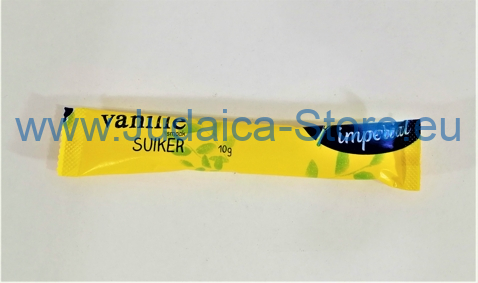 vanille
smaak
SUIKER
10g
imperial
www.Judaica-Store.eu